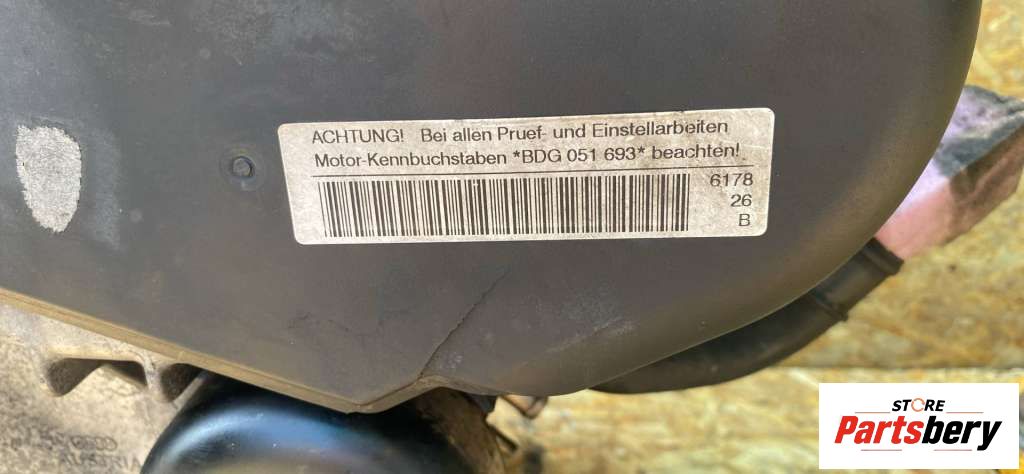 ACHTUNG! Bei allen Pruef- und Einstellarbeiten
Motor-Kennbuchstaben *BDG 051 693* beachten!
6178
26
B
AUSTRIA
STORE
Partsbery